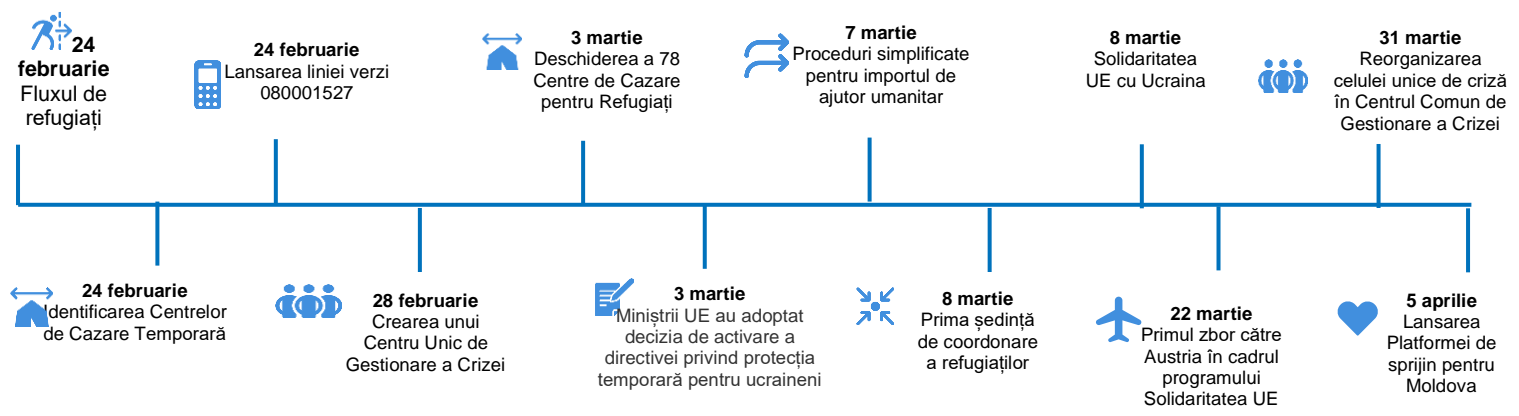 24
februarie
Fluxul de
refugiați
24 februarie
Lansarea liniei verzi
080001527
3 martie
Deschiderea a 78
Centre de Cazare
pentru Refugiați
7 martie
Proceduri simplificate
pentru importul de
ajutor umanitar
8 martie
Solidaritatea
UE cu Ucraina
31 martie
Reorganizarea
celulei unice de criză
în Centrul Comun de
Gestionare a Crizei
24 februarie
Identificarea Centrelor
de Cazare Temporară
28 februarie
Crearea unui
Centru Unic de
Gestionare a Crizei
3 martie
Miniștrii UE au adoptat
decizia de activare a
directivei privind protecția
temporară pentru ucraineni
8 martie
Prima ședință
de coordonare
a refugiaților
22 martie
Primul zbor către
Austria în cadrul
programului
Solidaritatea UE
5 aprilie
Lansarea
Platformei de
sprijin pentru
Moldova